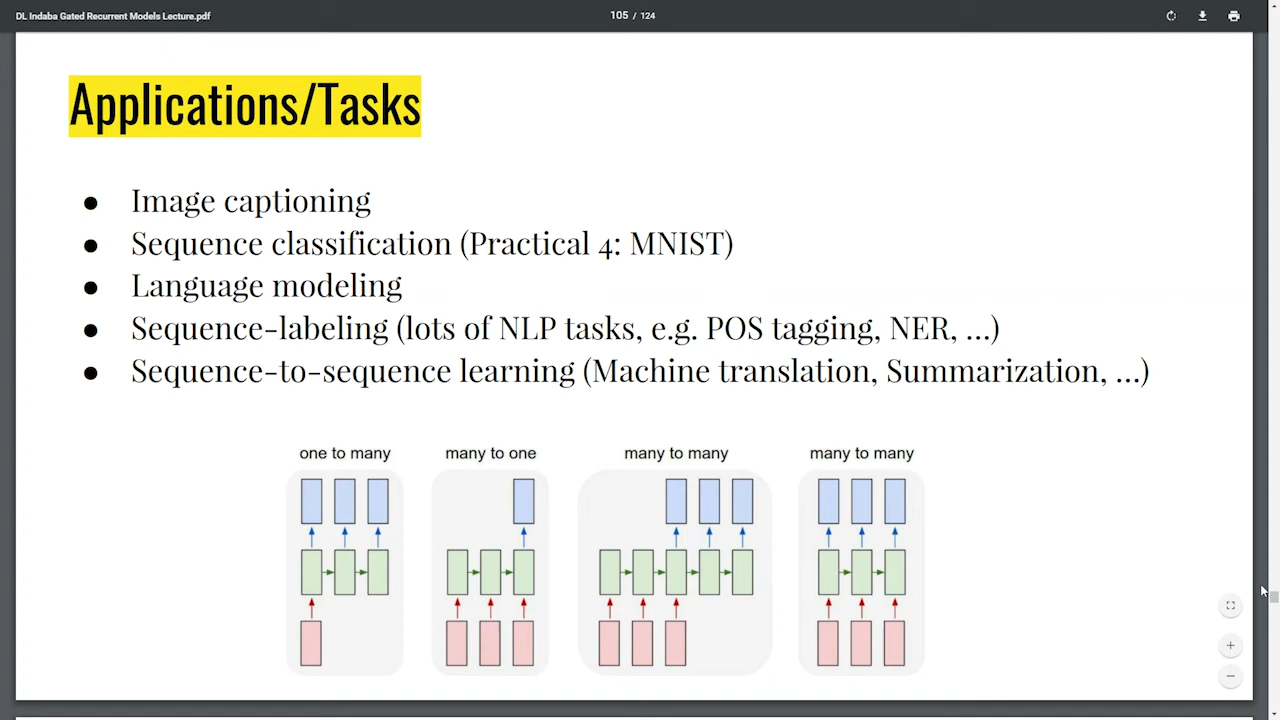 DL Indaba Gated Recurrent Models Lecture.pdf
105 / 124
Applications/Tasks
● Image captioning
● Sequence classification (Practical 4: MNIST)
● Language modeling
● Sequence-labeling (lots of NLP tasks, e.g. POS tagging, NER, ...)
● Sequence-to-sequence learning (Machine translation, Summarization, ...)
one to many many to one many to many many to many